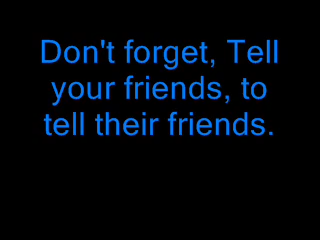 Don't forget, Tell
your friends, to
tell their friends.